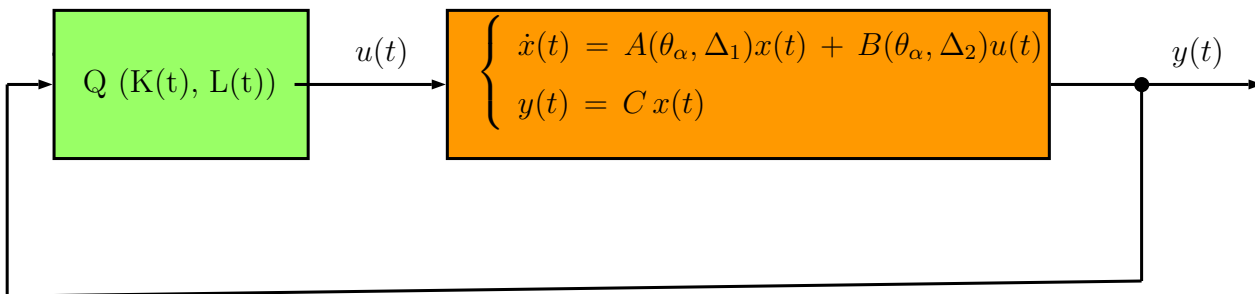 Q (K(t), L(t))
u(t)
ẋ(t) = A(θ_α, Δ_1)x(t) + B(θ_α, Δ_2)u(t)
y(t) = C x(t)
y(t)